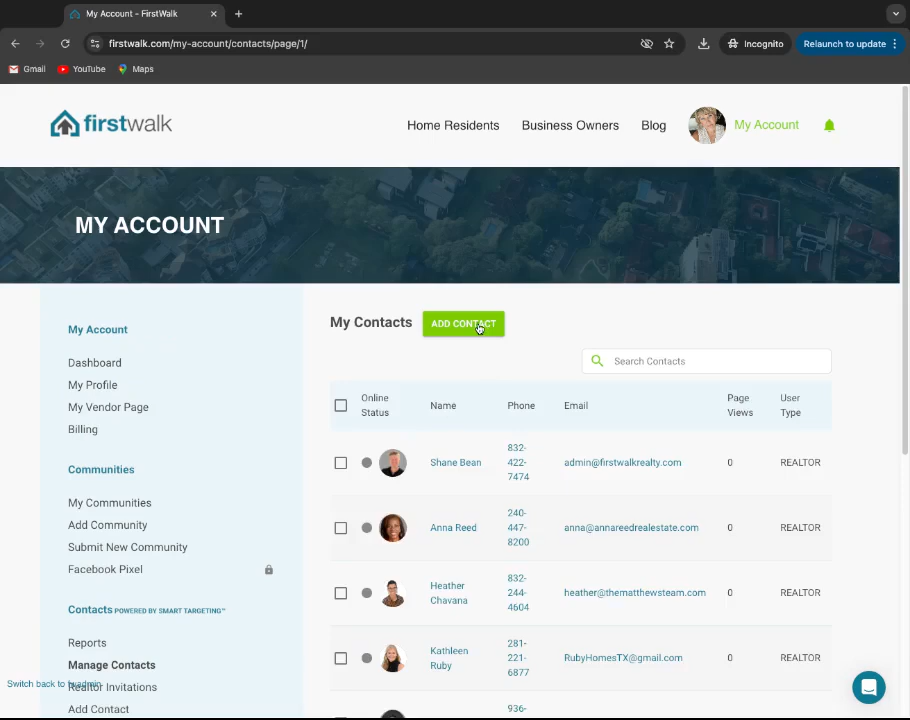 My Account - FirstWalk
firstwalk.com/my-account/contacts/page/1/
Incognito
Relaunch to update
Gmail
YouTube
Maps
firstwalk
Home Residents
Business Owners
Blog
My Account
MY ACCOUNT
My Account
Dashboard
My Profile
My Vendor Page
Billing
Communities
My Communities
Add Community
Submit New Community
Facebook Pixel
Contacts POWERED BY SMART TARGETING™
Reports
Manage Contacts
Realtor Invitations
Add Contact
My Contacts
ADD CONTACT
Search Contacts
Online Status
Name
Phone
Email
Page Views
User Type
Shane Bean
832-
422-
7474
admin@firstwalkrealty.com
0
REALTOR
Anna Reed
240-
447-
8200
anna@annareedrealestate.com
0
REALTOR
Heather
Chavana
832-
244-
4604
heather@thematthewsteam.com
0
REALTOR
Kathleen
Ruby
281-
221-
6877
RubyHomesTX@gmail.com
0
REALTOR
936-